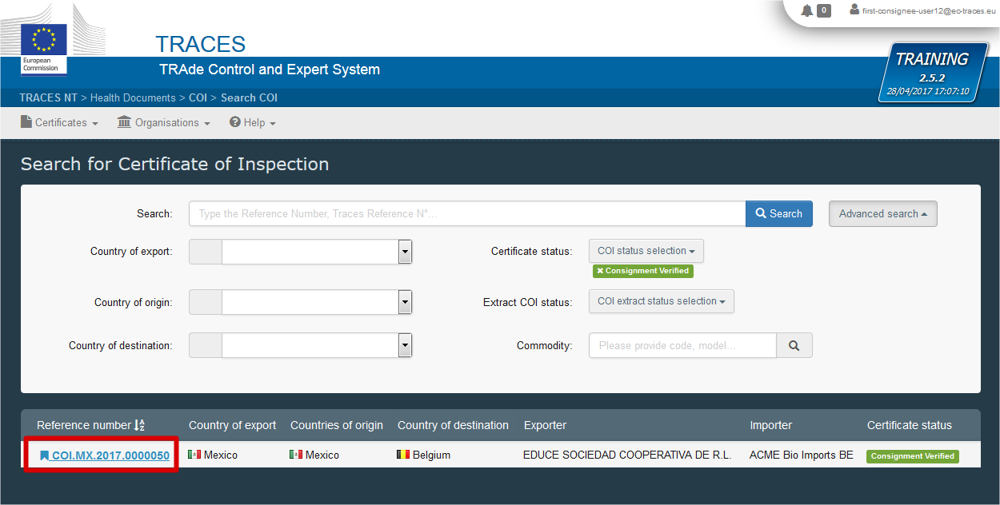 0
first-consignee-user12@ec-traces.eu
European
Commission
TRACES
TRAde Control and Expert System
TRAINING
2.5.2
28/04/2017 17:07:10
TRACES NT > Health Documents > COI > Search COI
Certificates Organisations Help
Search for Certificate of Inspection
Search: Type the Reference Number, Traces Reference N°... Search Advanced search
Country of export: Certificate status: COI status selection
Consignment Verified
Country of origin: Extract COI status: COI extract status selection
Country of destination: Commodity: Please provide code, model...
Reference number Country of export Countries of origin Country of destination Exporter Importer Certificate status
COI.MX.2017.0000050 Mexico Mexico Belgium EDUCE SOCIEDAD COOPERATIVA DE R.L. ACME Bio Imports BE Consignment Verified